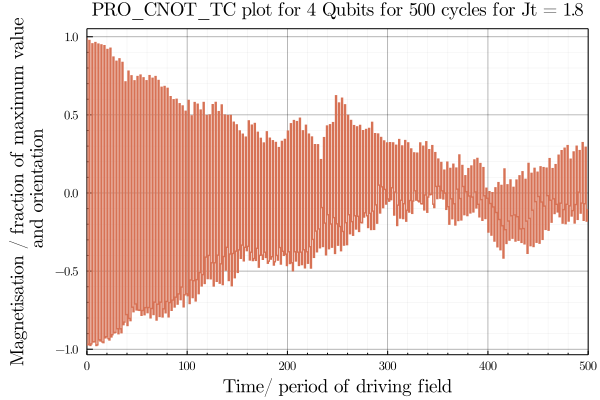 PRO_CNOT_TC plot for 4 Qubits for 500 cycles for Jt = 1.8
Magnetisation / fraction of maximum value
and orientation
1.0
0.5
0.0
−0.5
−1.0
0 100 200 300 400 500
Time/ period of driving field